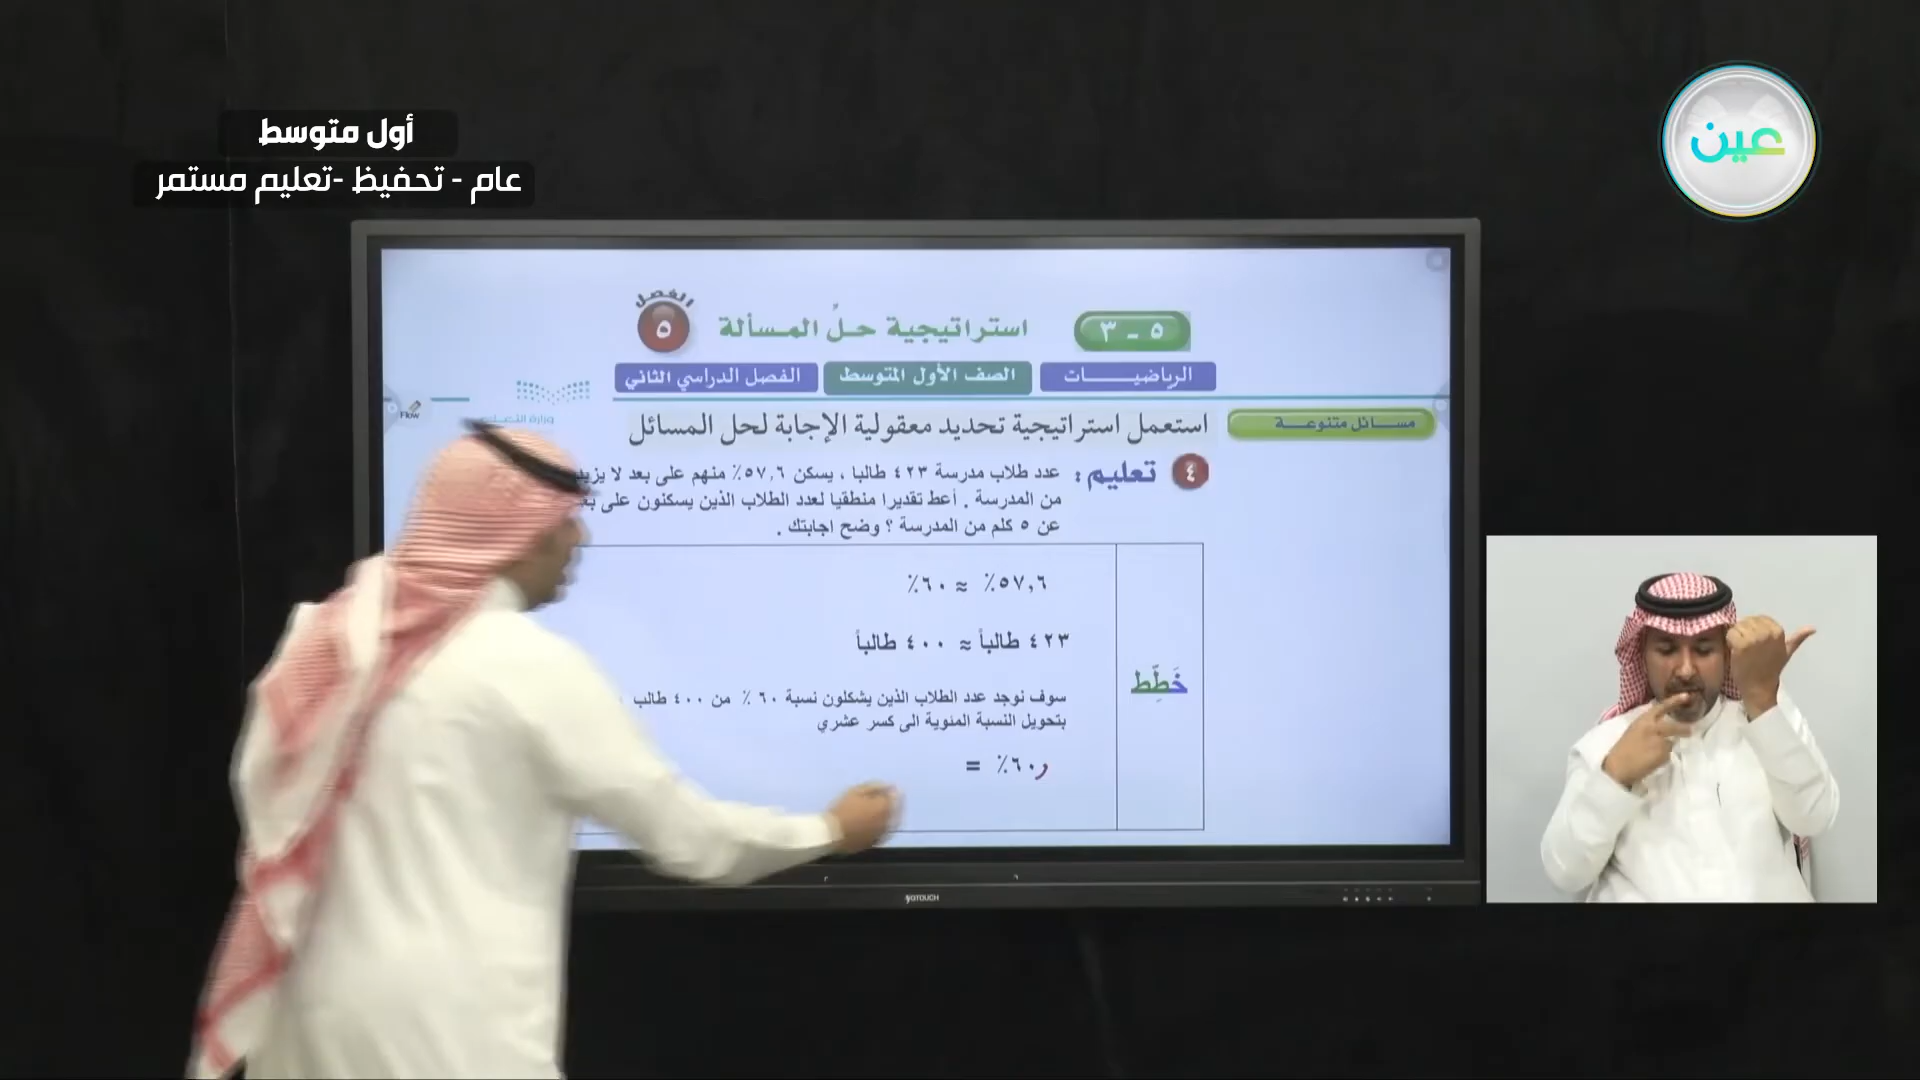 أول متوسط
عام - تحفيظ -تعليم مستمر
عين
الفصل
٥
استراتيجية حلِّ المسألة
٥ - ٣
الرياضيات
الصف الأول المتوسط
الفصل الدراسي الثاني
وزارة التعليم
Flow
مسائل متنوعة
استعمل استراتيجية تحديد معقولية الإجابة لحل المسائل
٤ تعليم : عدد طلاب مدرسة ٤٢٣ طالبا ، يسكن ٥٧,٦٪ منهم على بعد لا يزيد
من المدرسة . أعط تقديرا منطقيا لعدد الطلاب الذين يسكنون على
عن ٥ كلم من المدرسة ؟ وضح اجابتك .
٥٧,٦٪ ≈ ٦٠٪
٤٢٣ طالباً ≈ ٤٠٠ طالباً
خَطِّط
سوف نوجد عدد الطلاب الذين يشكلون نسبة ٦٠ ٪ من ٤٠٠ طالب
بتحويل النسبة المئوية الى كسر عشري
٦٠٪ =
YOTOUCH